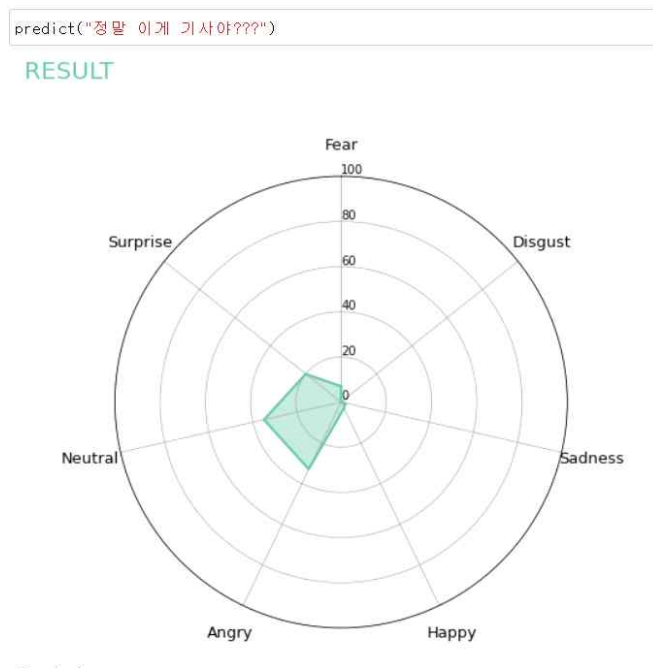 predict("정말 이게 기사야???")
RESULT
Fear
100
Surprise
80
Disgust
60
40
20
0
Neutral
Sadness
Angry
Happy